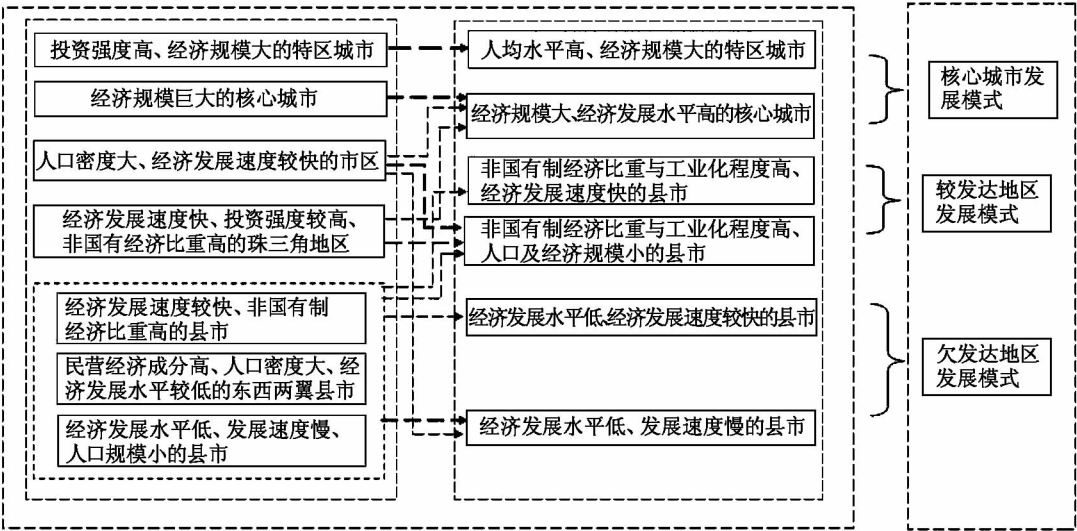 投资强度高、经济规模大的特区城市
经济规模巨大的核心城市
人口密度大、经济发展速度较快的市区
经济发展速度快、投资强度较高、
非国有经济比重高的珠三角地区
经济发展速度较快、非国有制
经济比重高的县市
民营经济成分高、人口密度大、经
济发展水平较低的东西两翼县市
经济发展水平低、发展速度慢、
人口规模小的县市
人均水平高、经济规模大的特区城市
经济规模大、经济发展水平高的核心城市
非国有制经济比重与工业化程度高、
经济发展速度快的县市
非国有制经济比重与工业化程度高、
人口及经济规模小的县市
经济发展水平低、经济发展速度较快的县市
经济发展水平低、发展速度慢的县市
核心城市发
展模式
较发达地区
发展模式
欠发达地区
发展模式